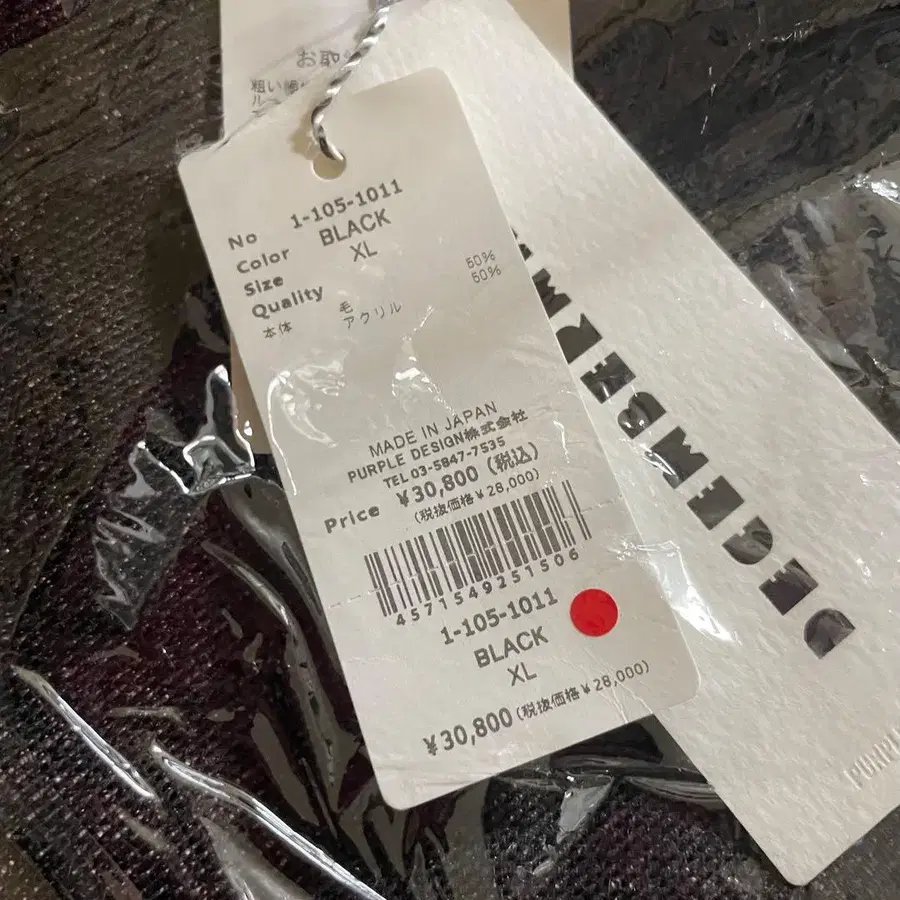 お取
粗い
No 1-105-1011
Color BLACK
Size XL
Quality
本体 毛 50%
アクリル 50%
MADE IN JAPAN
PURPLE DESIGN株式会社
TEL 03-5847-7535
Price ¥30,800 (税込)
(税抜価格¥28,000)
4571549251506
1-105-1011
BLACK
XL
¥30,800(税抜価格¥28,000)